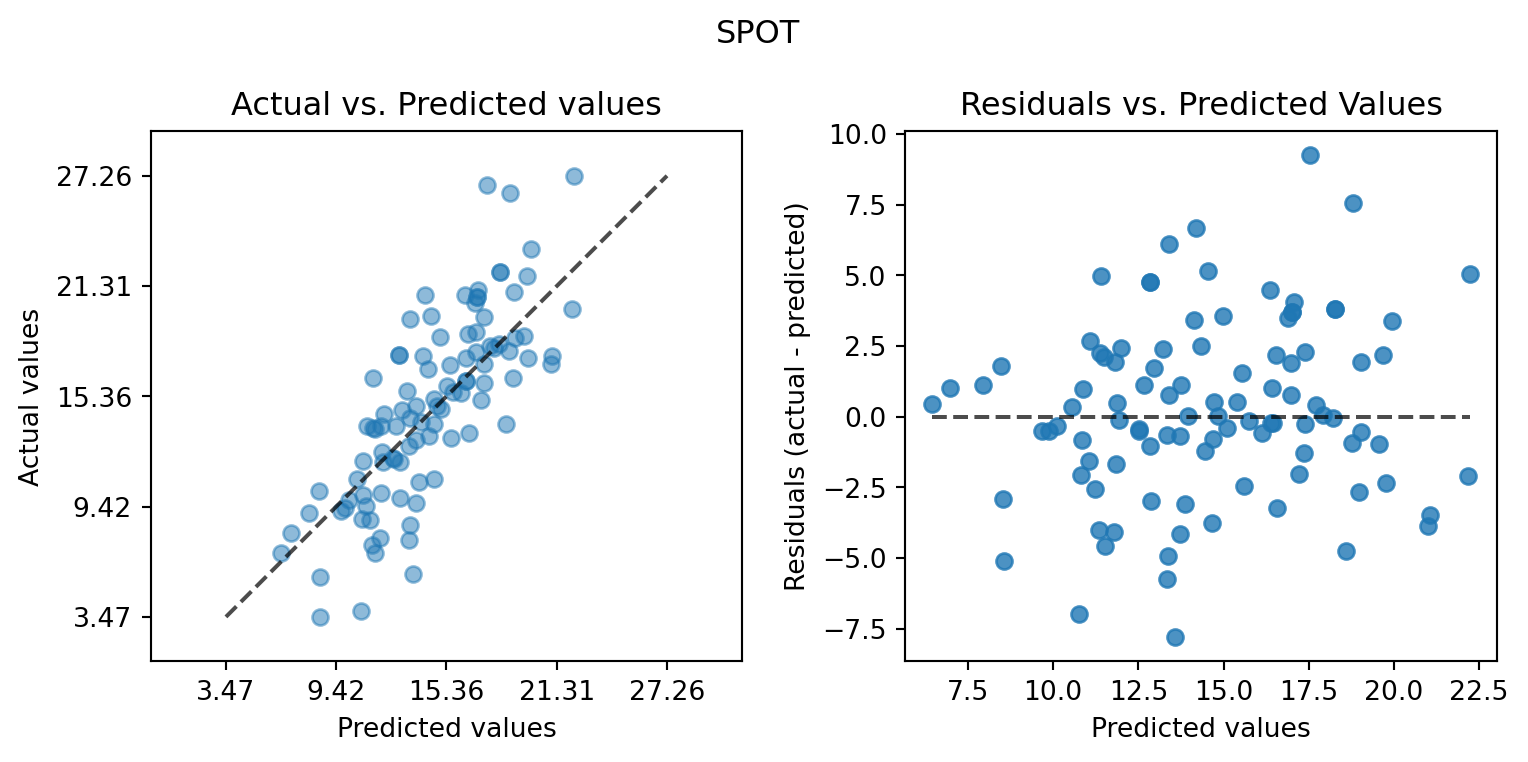 SPOT
Actual vs. Predicted values
Actual values
27.26
21.31
15.36
9.42
3.47
3.47 9.42 15.36 21.31 27.26
Predicted values
Residuals vs. Predicted Values
Residuals (actual - predicted)
10.0
7.5
5.0
2.5
0.0
−2.5
−5.0
−7.5
7.5 10.0 12.5 15.0 17.5 20.0 22.5
Predicted values